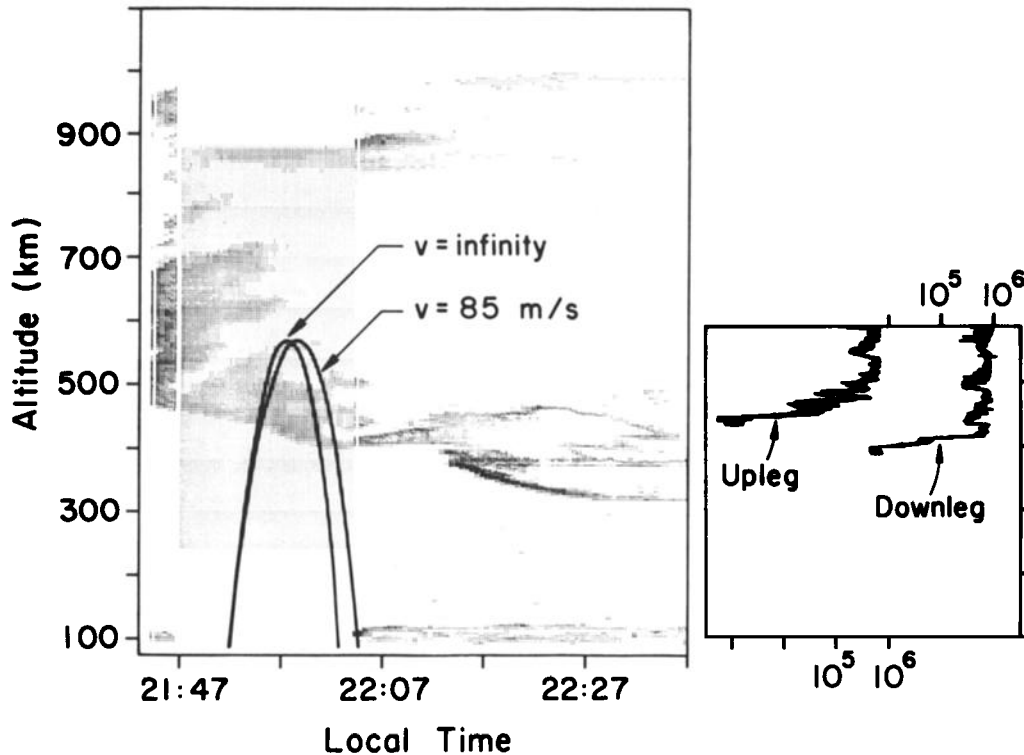 900
700
500
300
100
Altitude (km)
v = infinity
v = 85 m/s
21:47 22:07 22:27
Local Time
10⁵ 10⁶
Upleg
Downleg
10⁵ 10⁶